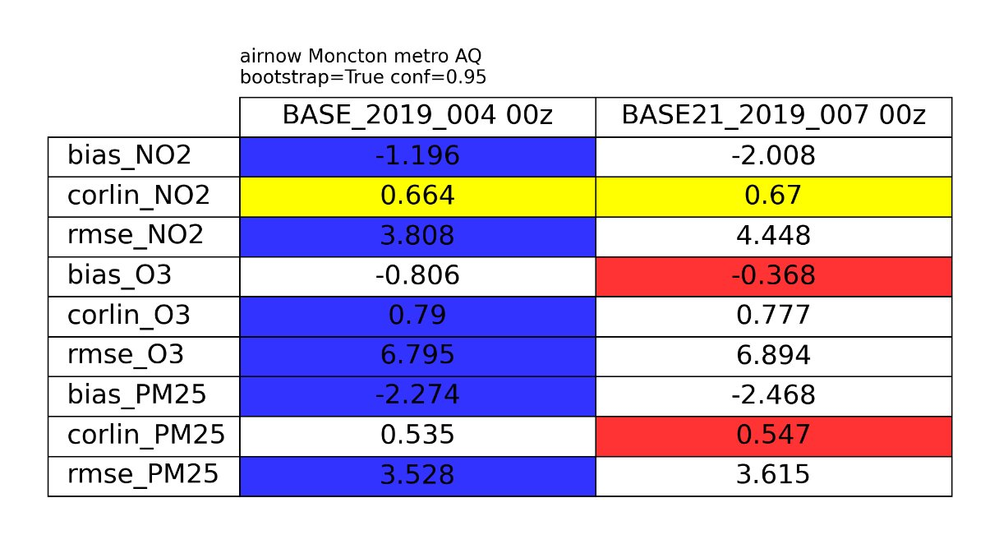 airnow Moncton metro AQ
bootstrap=True conf=0.95
BASE_2019_004 00z BASE21_2019_007 00z
bias_NO2 -1.196 -2.008
corlin_NO2 0.664 0.67
rmse_NO2 3.808 4.448
bias_O3 -0.806 -0.368
corlin_O3 0.79 0.777
rmse_O3 6.795 6.894
bias_PM25 -2.274 -2.468
corlin_PM25 0.535 0.547
rmse_PM25 3.528 3.615